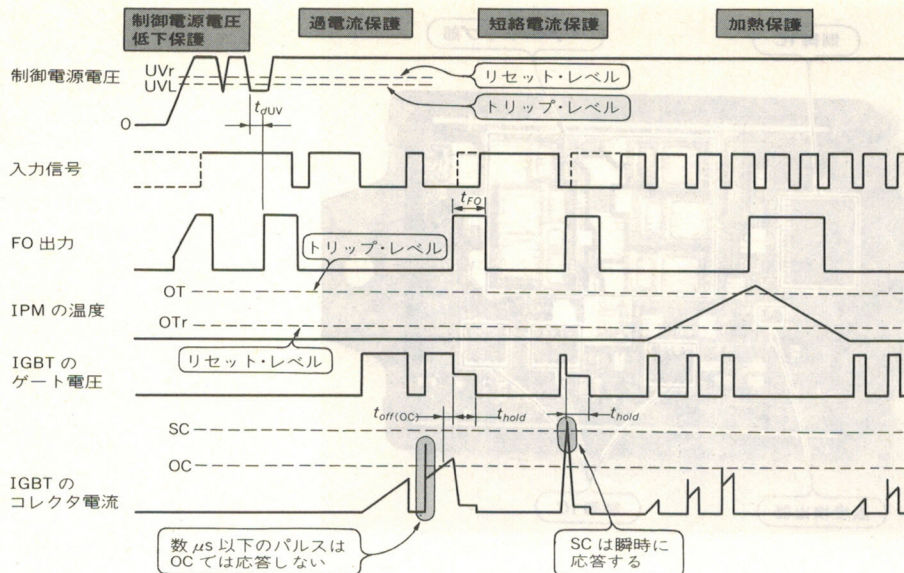 制御電源電圧
低下保護
過電流保護
短絡電流保護
加熱保護
制御電源電圧
UVr
UVL
リセット・レベル
トリップ・レベル
0
tdUV
入力信号
tFO
FO 出力
トリップ・レベル
OT
IPM の温度
OTr
リセット・レベル
IGBT の
ゲート電圧
toff(OC)
thold
thold
SC
OC
IGBT の
コレクタ電流
数 μs 以下のパルスは
OC では応答しない
SC は瞬時に
応答する